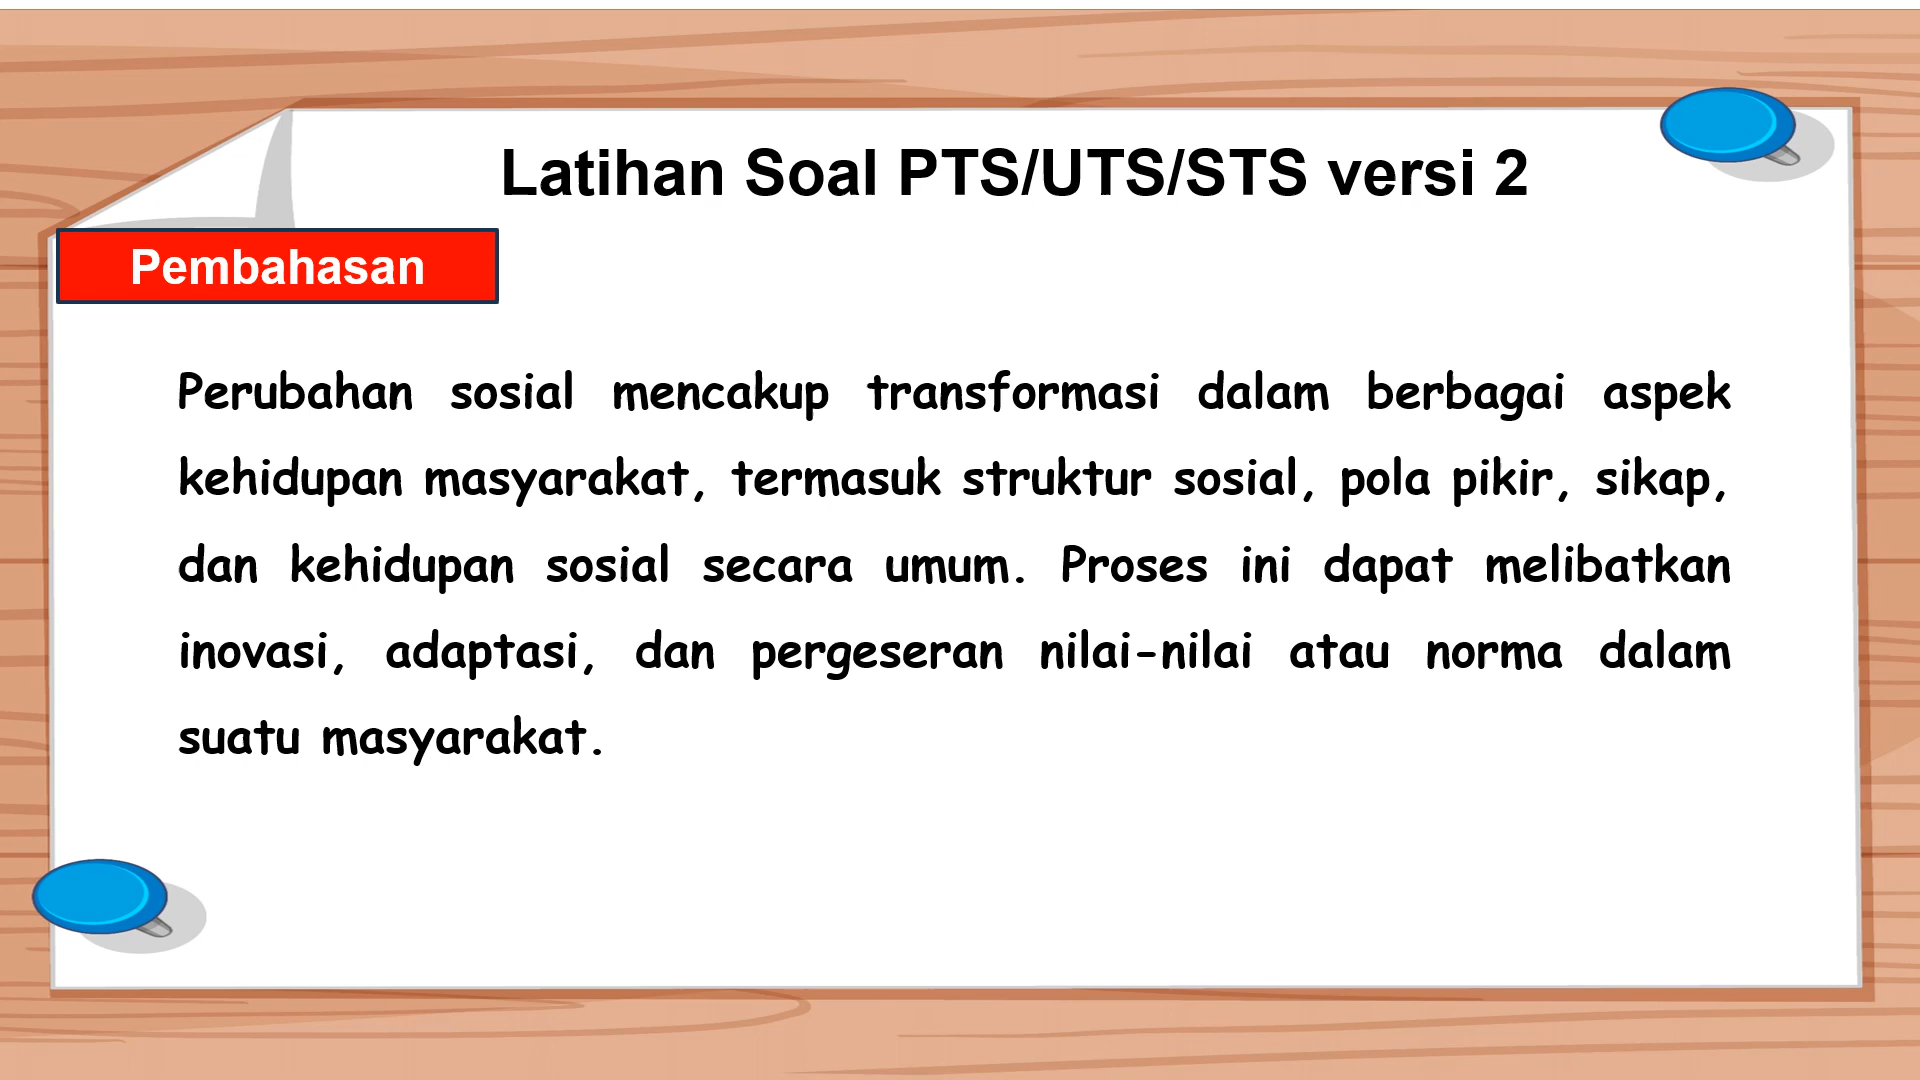 Latihan Soal PTS/UTS/STS versi 2
Pembahasan
Perubahan sosial mencakup transformasi dalam berbagai aspek
kehidupan masyarakat, termasuk struktur sosial, pola pikir, sikap,
dan kehidupan sosial secara umum. Proses ini dapat melibatkan
inovasi, adaptasi, dan pergeseran nilai-nilai atau norma dalam
suatu masyarakat.